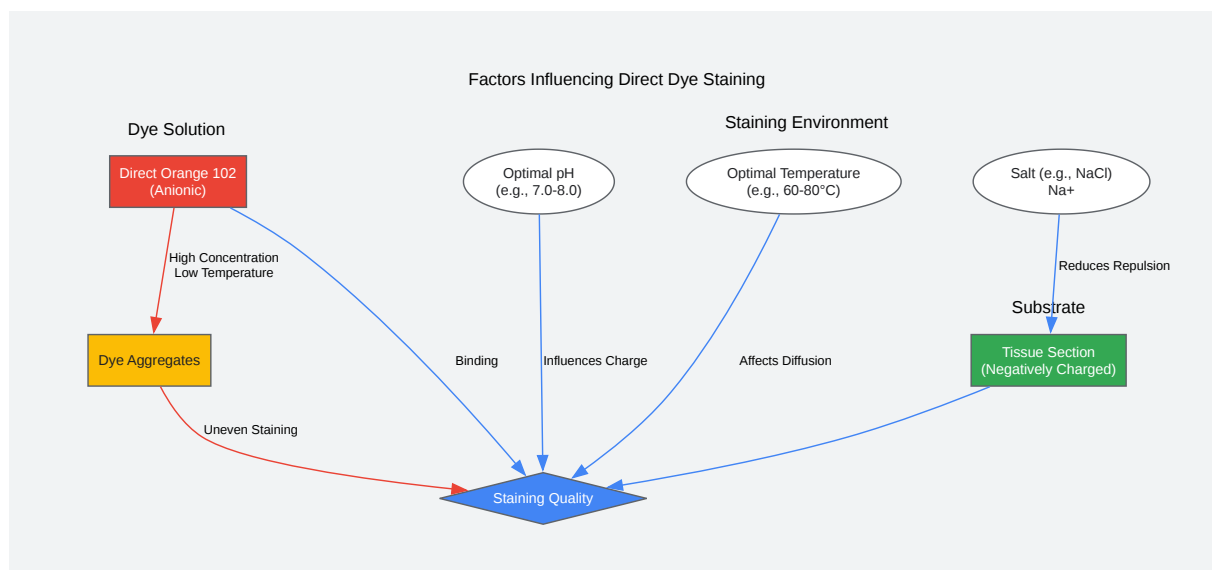 Factors Influencing Direct Dye Staining
Dye Solution
Staining Environment
Direct Orange 102
(Anionic)
Optimal pH
(e.g., 7.0-8.0)
Optimal Temperature
(e.g., 60-80°C)
Salt (e.g., NaCl)
Na+
High Concentration
Low Temperature
Reduces Repulsion
Substrate
Dye Aggregates
Binding
Influences Charge
Affects Diffusion
Tissue Section
(Negatively Charged)
Uneven Staining
Staining Quality